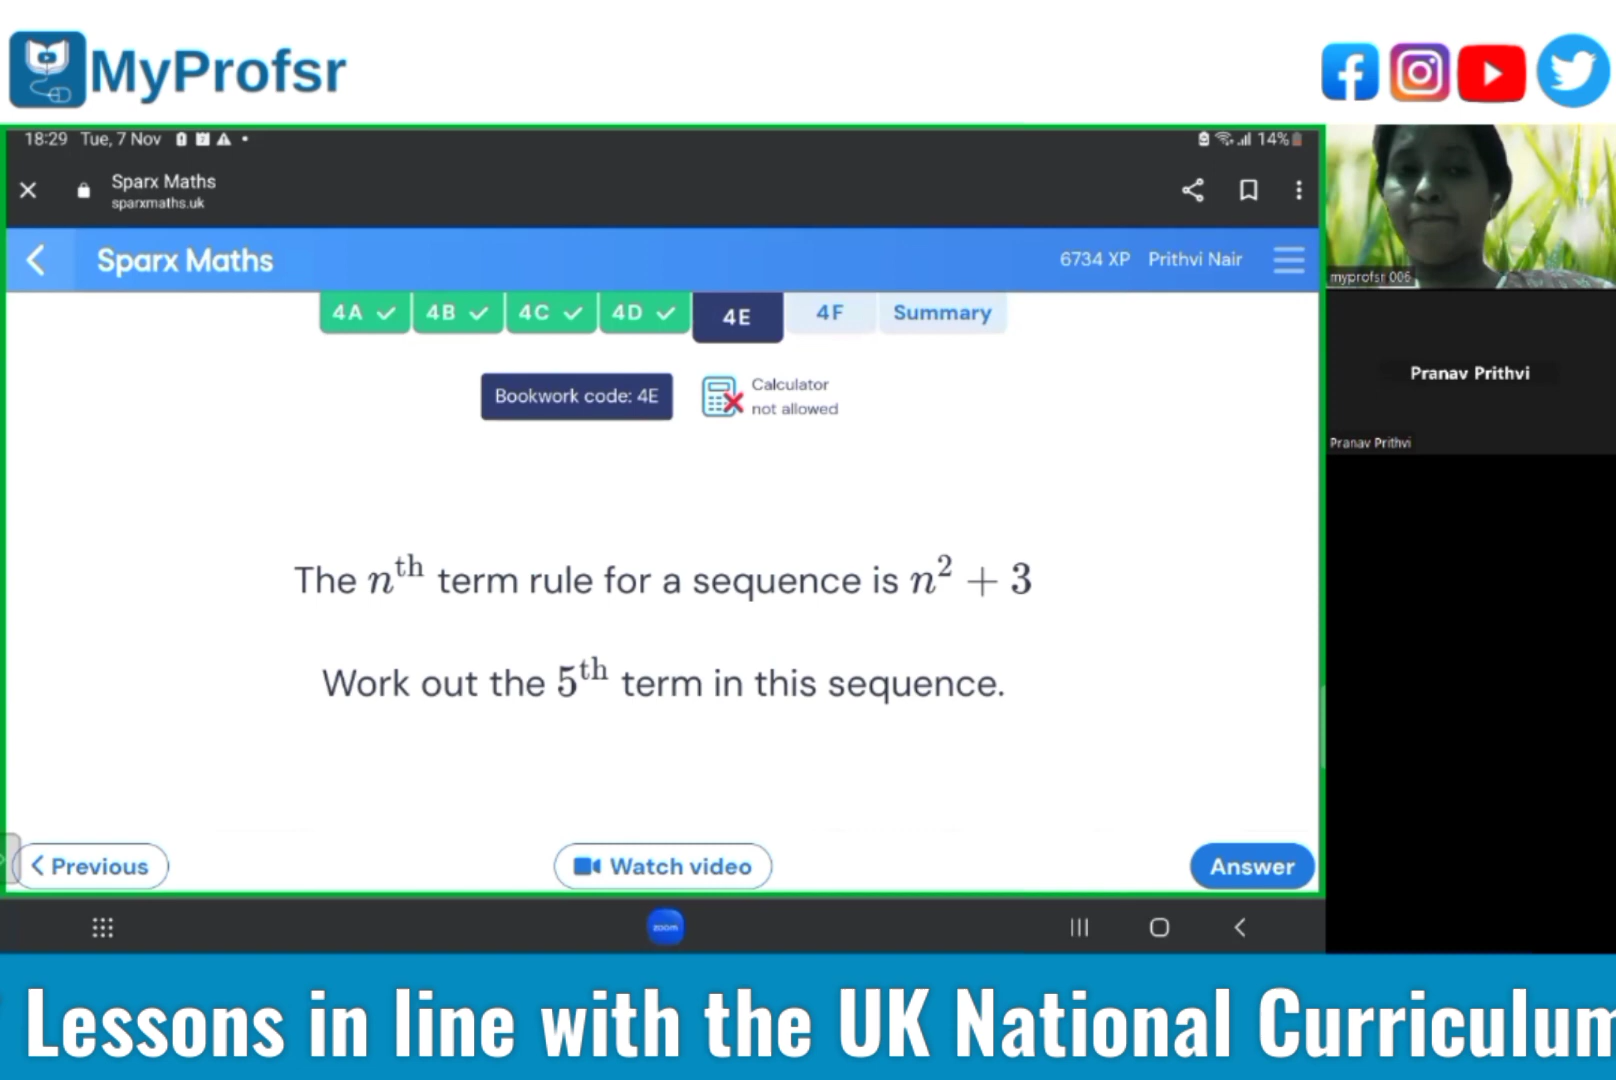 MyProfsr
18:29 Tue, 7 Nov
14%
Sparx Maths
sparxmaths.uk
Sparx Maths
6734 XP Prithvi Nair
4A 4B 4C 4D 4E 4F Summary
Bookwork code: 4E
Calculator
not allowed
The nth term rule for a sequence is n² + 3
Work out the 5th term in this sequence.
Previous
Watch video
Answer
zoom
myprofsr 006
Pranav Prithvi
Pranav Prithvi
Lessons in line with the UK National Curriculum